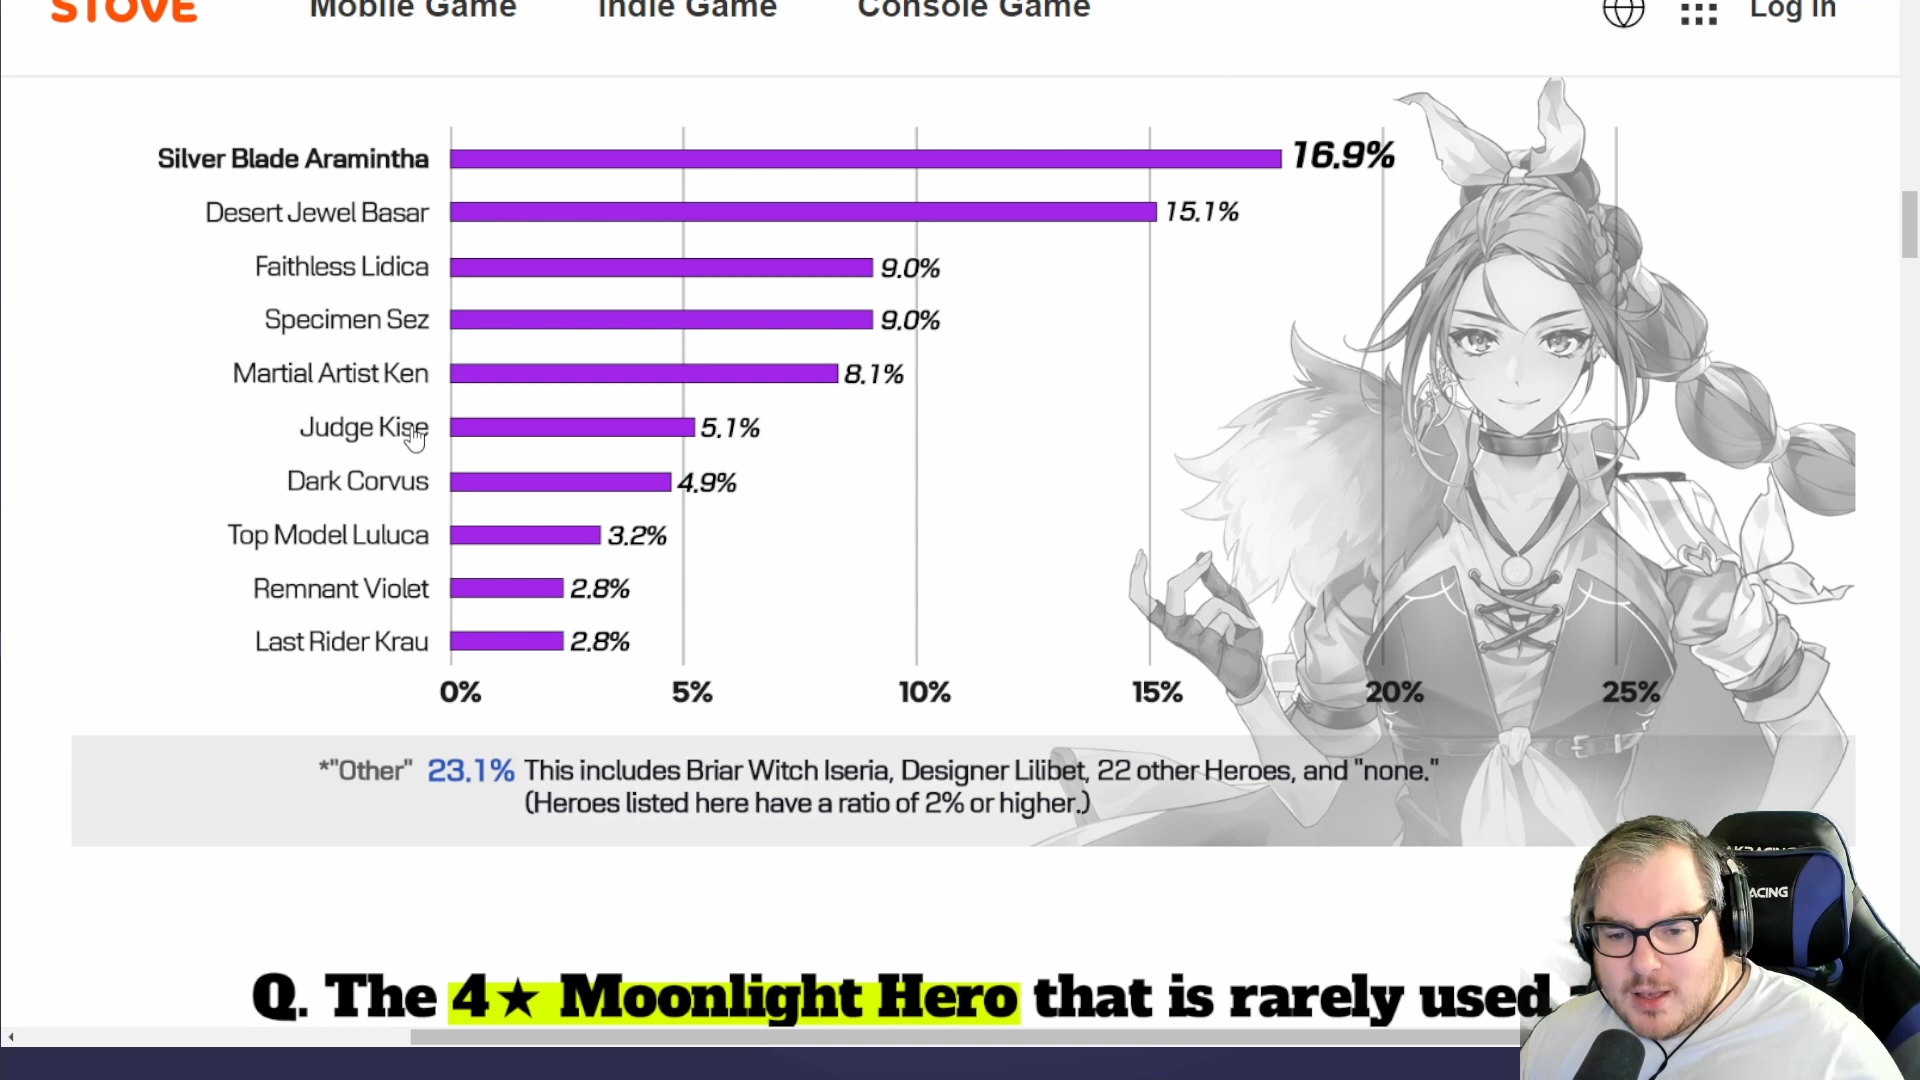 STOVE
Mobile Game Indie Game Console Game Log in
Silver Blade Aramintha 16.9%
Desert Jewel Basar 15.1%
Faithless Lidica 9.0%
Specimen Sez 9.0%
Martial Artist Ken 8.1%
Judge Kise 5.1%
Dark Corvus 4.9%
Top Model Luluca 3.2%
Remnant Violet 2.8%
Last Rider Krau 2.8%
0% 5% 10% 15% 20% 25%
*"Other" 23.1% This includes Briar Witch Iseria, Designer Lilibet, 22 other Heroes, and "none."
(Heroes listed here have a ratio of 2% or higher.)
Q. The 4★ Moonlight Hero that is rarely used
AKRACING
ACING